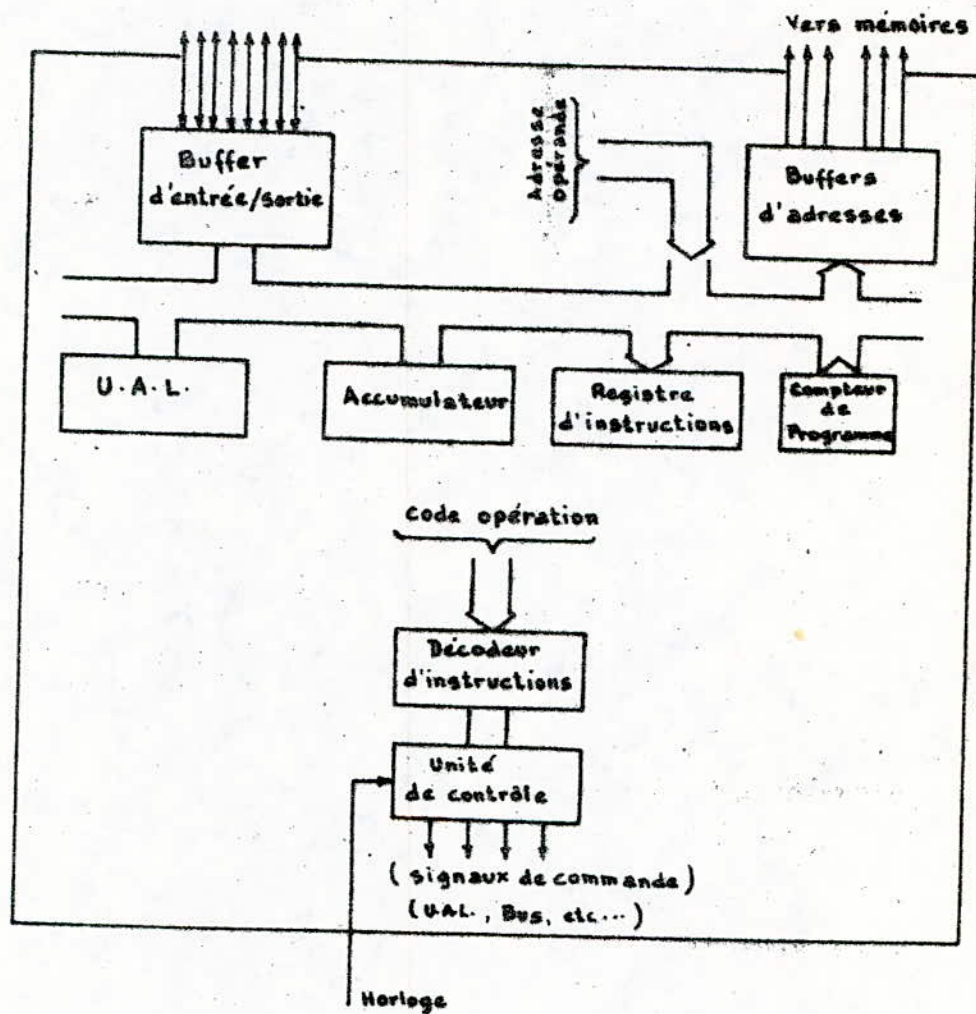 Vers mémoires
Buffer
d'entrée/sortie
Adresse
opérande
Buffers
d'adresses
U.A.L.
Accumulateur
Registre
d'instructions
Compteur
de
Programme
Code opération
Décodeur
d'instructions
Unité
de contrôle
(signaux de commande)
(U.A.L., Bus, etc...)
Horloge